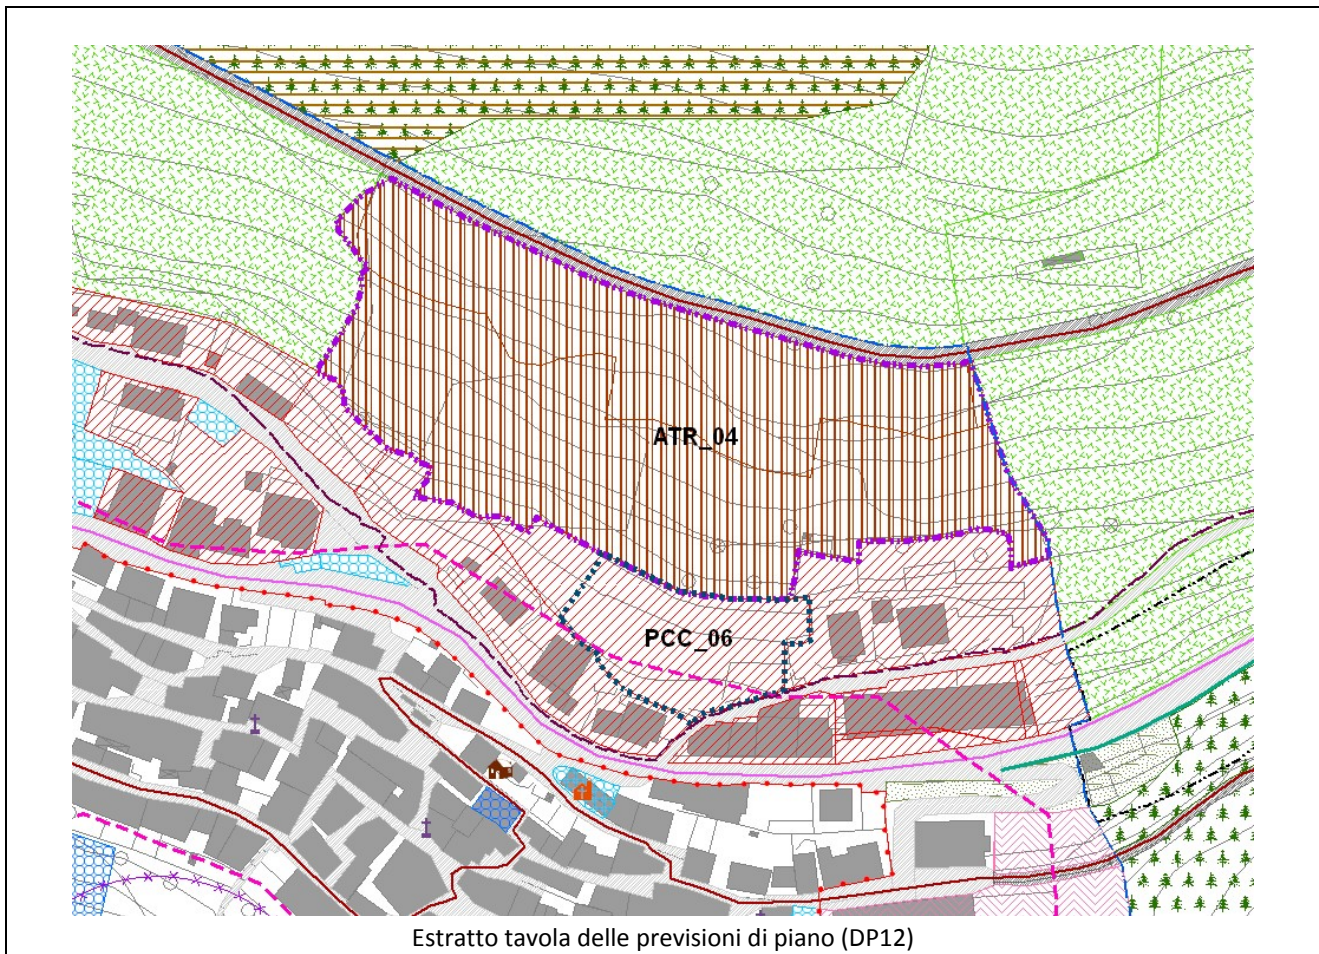 ATR_04
PCC_06
Estratto tavola delle previsioni di piano (DP12)